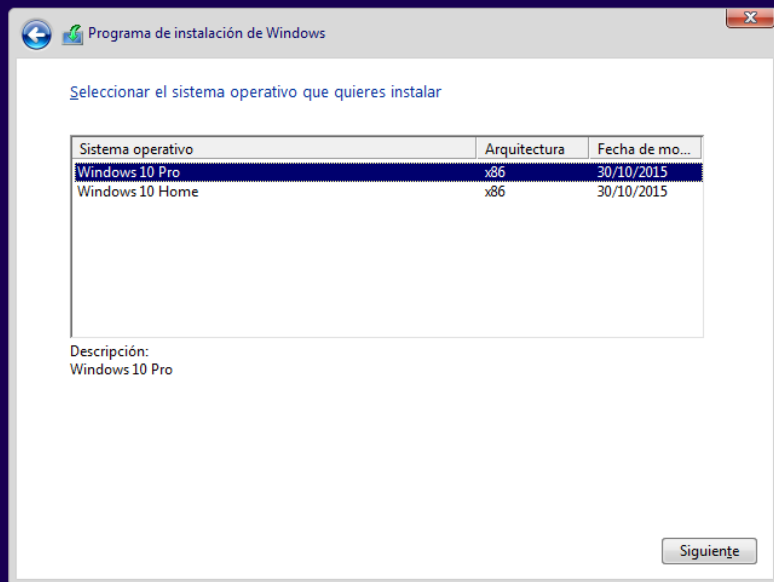 Programa de instalación de Windows
Seleccionar el sistema operativo que quieres instalar
Sistema operativo Arquitectura Fecha de mo...
Windows 10 Pro x86 30/10/2015
Windows 10 Home x86 30/10/2015
Descripción:
Windows 10 Pro
Siguiente